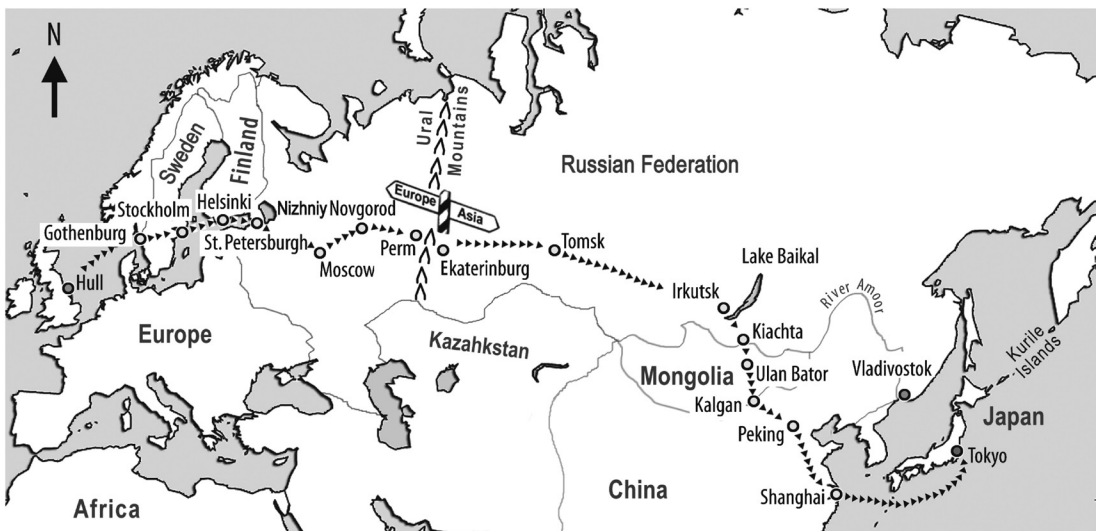 N
Ural
Mountains
Sweden
Finland
Russian Federation
Europe
Asia
Stockholm
Helsinki
Nizhniy Novgorod
Gothenburg
St. Petersburgh
Moscow
Perm
Ekaterinburg
Tomsk
Lake Baikal
Hull
Irkutsk
River Amoor
Kiachta
Europe
Kazahkstan
Kurile
Islands
Mongolia
Ulan Bator
Vladivostok
Kalgan
Japan
Peking
Tokyo
Africa
China
Shanghai